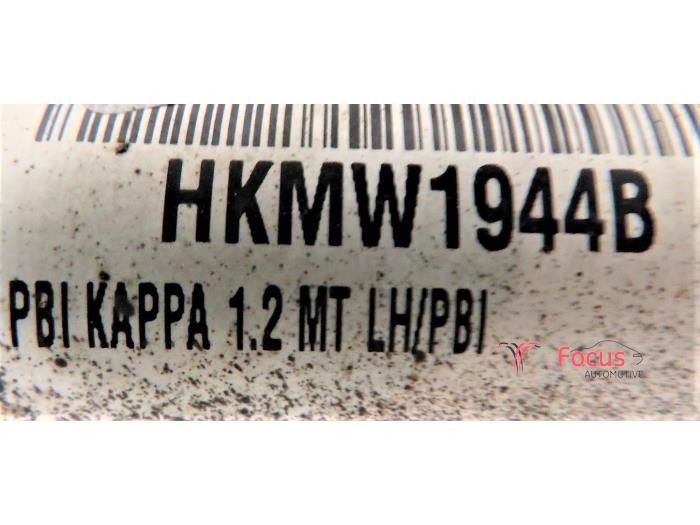 HKMW1944B
PBI KAPPA 1.2 MT LH/PBI
Focus
AUTOMOTIVE